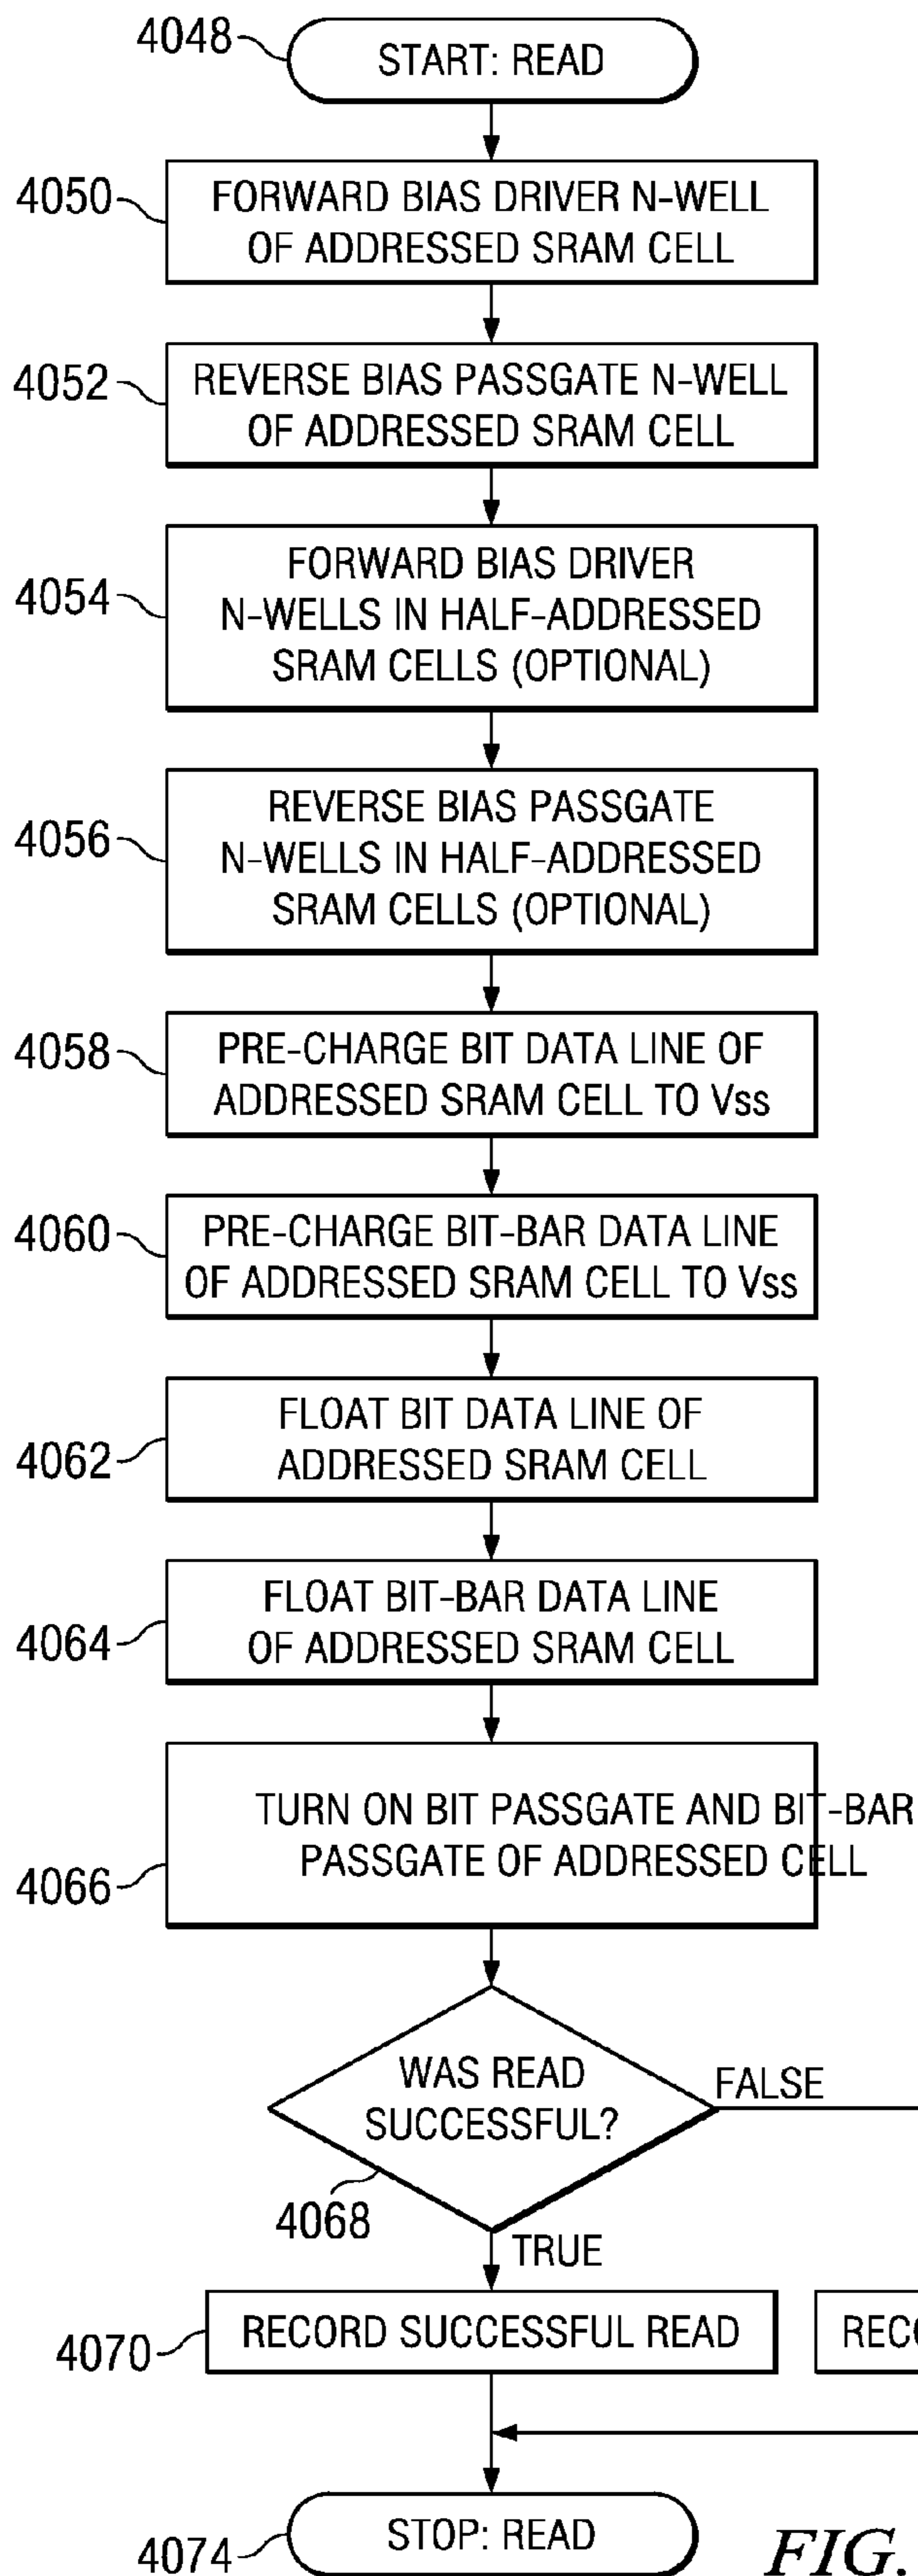 4048
START: READ
4050
FORWARD BIAS DRIVER N-WELL
OF ADDRESSED SRAM CELL
4052
REVERSE BIAS PASSGATE N-WELL
OF ADDRESSED SRAM CELL
4054
FORWARD BIAS DRIVER
N-WELLS IN HALF-ADDRESSED
SRAM CELLS (OPTIONAL)
4056
REVERSE BIAS PASSGATE
N-WELLS IN HALF-ADDRESSED
SRAM CELLS (OPTIONAL)
4058
PRE-CHARGE BIT DATA LINE OF
ADDRESSED SRAM CELL TO Vss
4060
PRE-CHARGE BIT-BAR DATA LINE
OF ADDRESSED SRAM CELL TO Vss
4062
FLOAT BIT DATA LINE OF
ADDRESSED SRAM CELL
4064
FLOAT BIT-BAR DATA LINE
OF ADDRESSED SRAM CELL
4066
TURN ON BIT PASSGATE AND BIT-BAR
PASSGATE OF ADDRESSED CELL
WAS READ
SUCCESSFUL?
FALSE
4068
TRUE
4070
RECORD SUCCESSFUL READ
4074
STOP: READ
FIG.